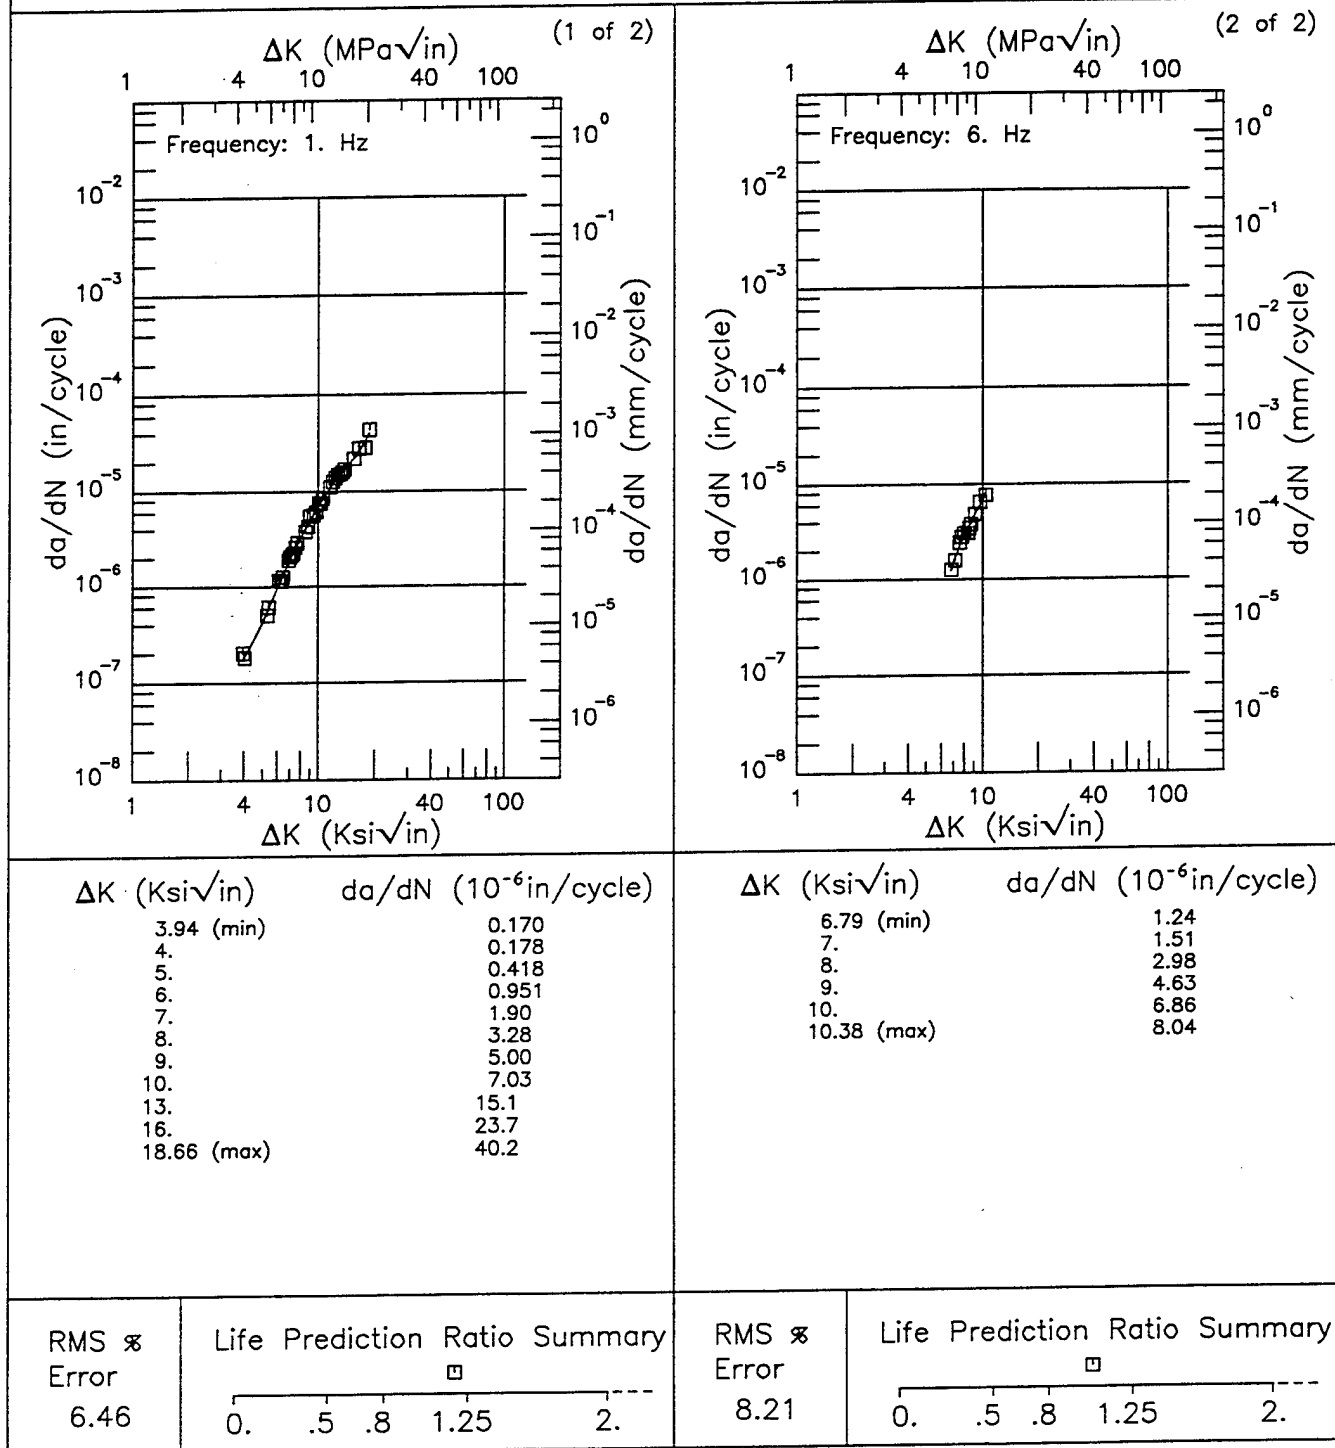 (1 of 2)
ΔK (MPa√in)
1 4 10 40 100
Frequency: 1. Hz
da/dN (in/cycle)
10⁻²
10⁻³
10⁻⁴
10⁻⁵
10⁻⁶
10⁻⁷
10⁻⁸
10⁰
10⁻¹
10⁻²
10⁻³
10⁻⁴
10⁻⁵
10⁻⁶
da/dN (mm/cycle)
1 4 10 40 100
ΔK (Ksi√in)
ΔK (Ksi√in) da/dN (10⁻⁶in/cycle)
3.94 (min) 0.170
4. 0.178
5. 0.418
6. 0.951
7. 1.90
8. 3.28
9. 5.00
10. 7.03
13. 15.1
16. 23.7
18.66 (max) 40.2
RMS %
Error
6.46
Life Prediction Ratio Summary
0. .5 .8 1.25 2.
(2 of 2)
ΔK (MPa√in)
1 4 10 40 100
Frequency: 6. Hz
da/dN (in/cycle)
10⁻²
10⁻³
10⁻⁴
10⁻⁵
10⁻⁶
10⁻⁷
10⁻⁸
10⁰
10⁻¹
10⁻²
10⁻³
10⁻⁴
10⁻⁵
10⁻⁶
da/dN (mm/cycle)
1 4 10 40 100
ΔK (Ksi√in)
ΔK (Ksi√in) da/dN (10⁻⁶in/cycle)
6.79 (min) 1.24
7. 1.51
8. 2.98
9. 4.63
10. 6.86
10.38 (max) 8.04
RMS %
Error
8.21
Life Prediction Ratio Summary
0. .5 .8 1.25 2.